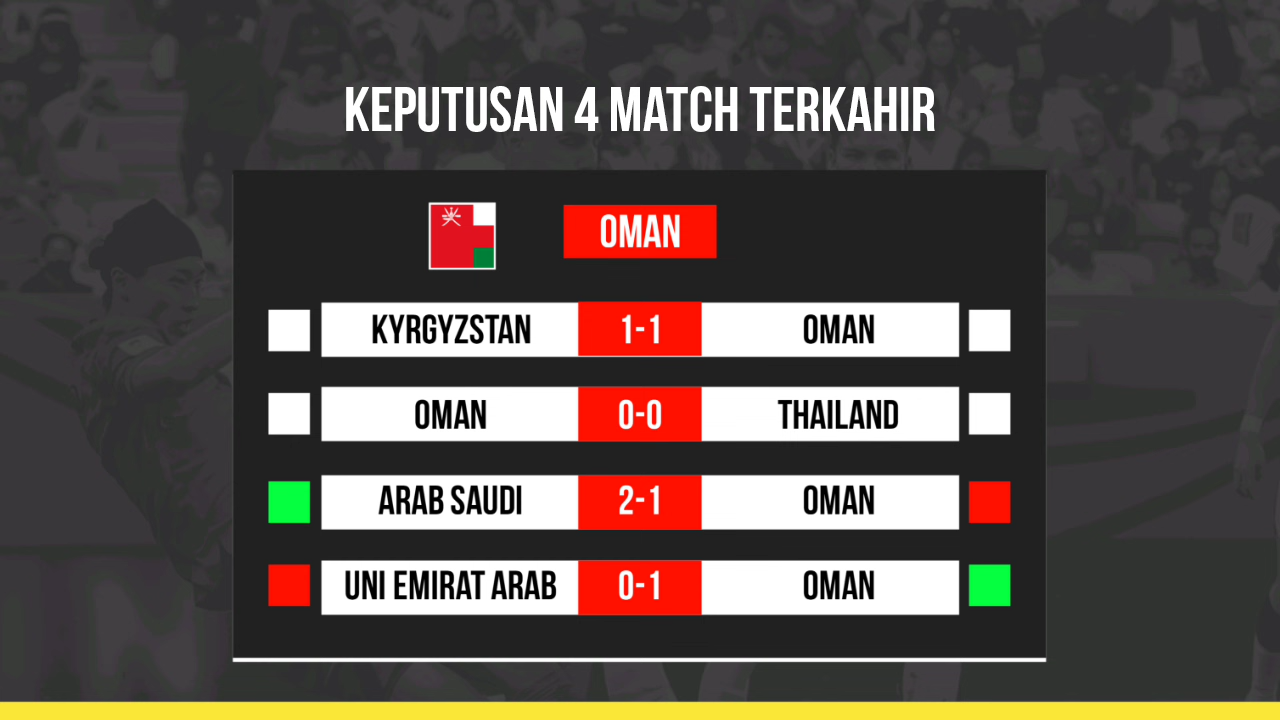 KEPUTUSAN 4 MATCH TERKAHIR
OMAN
KYRGYZSTAN 1-1 OMAN
OMAN 0-0 THAILAND
ARAB SAUDI 2-1 OMAN
UNI EMIRAT ARAB 0-1 OMAN